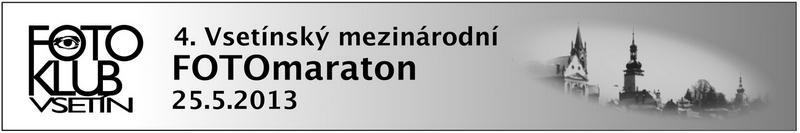 FOTO
KLUB
VSETÍN
4. Vsetínský mezinárodní
FOTOmaraton
25.5.2013